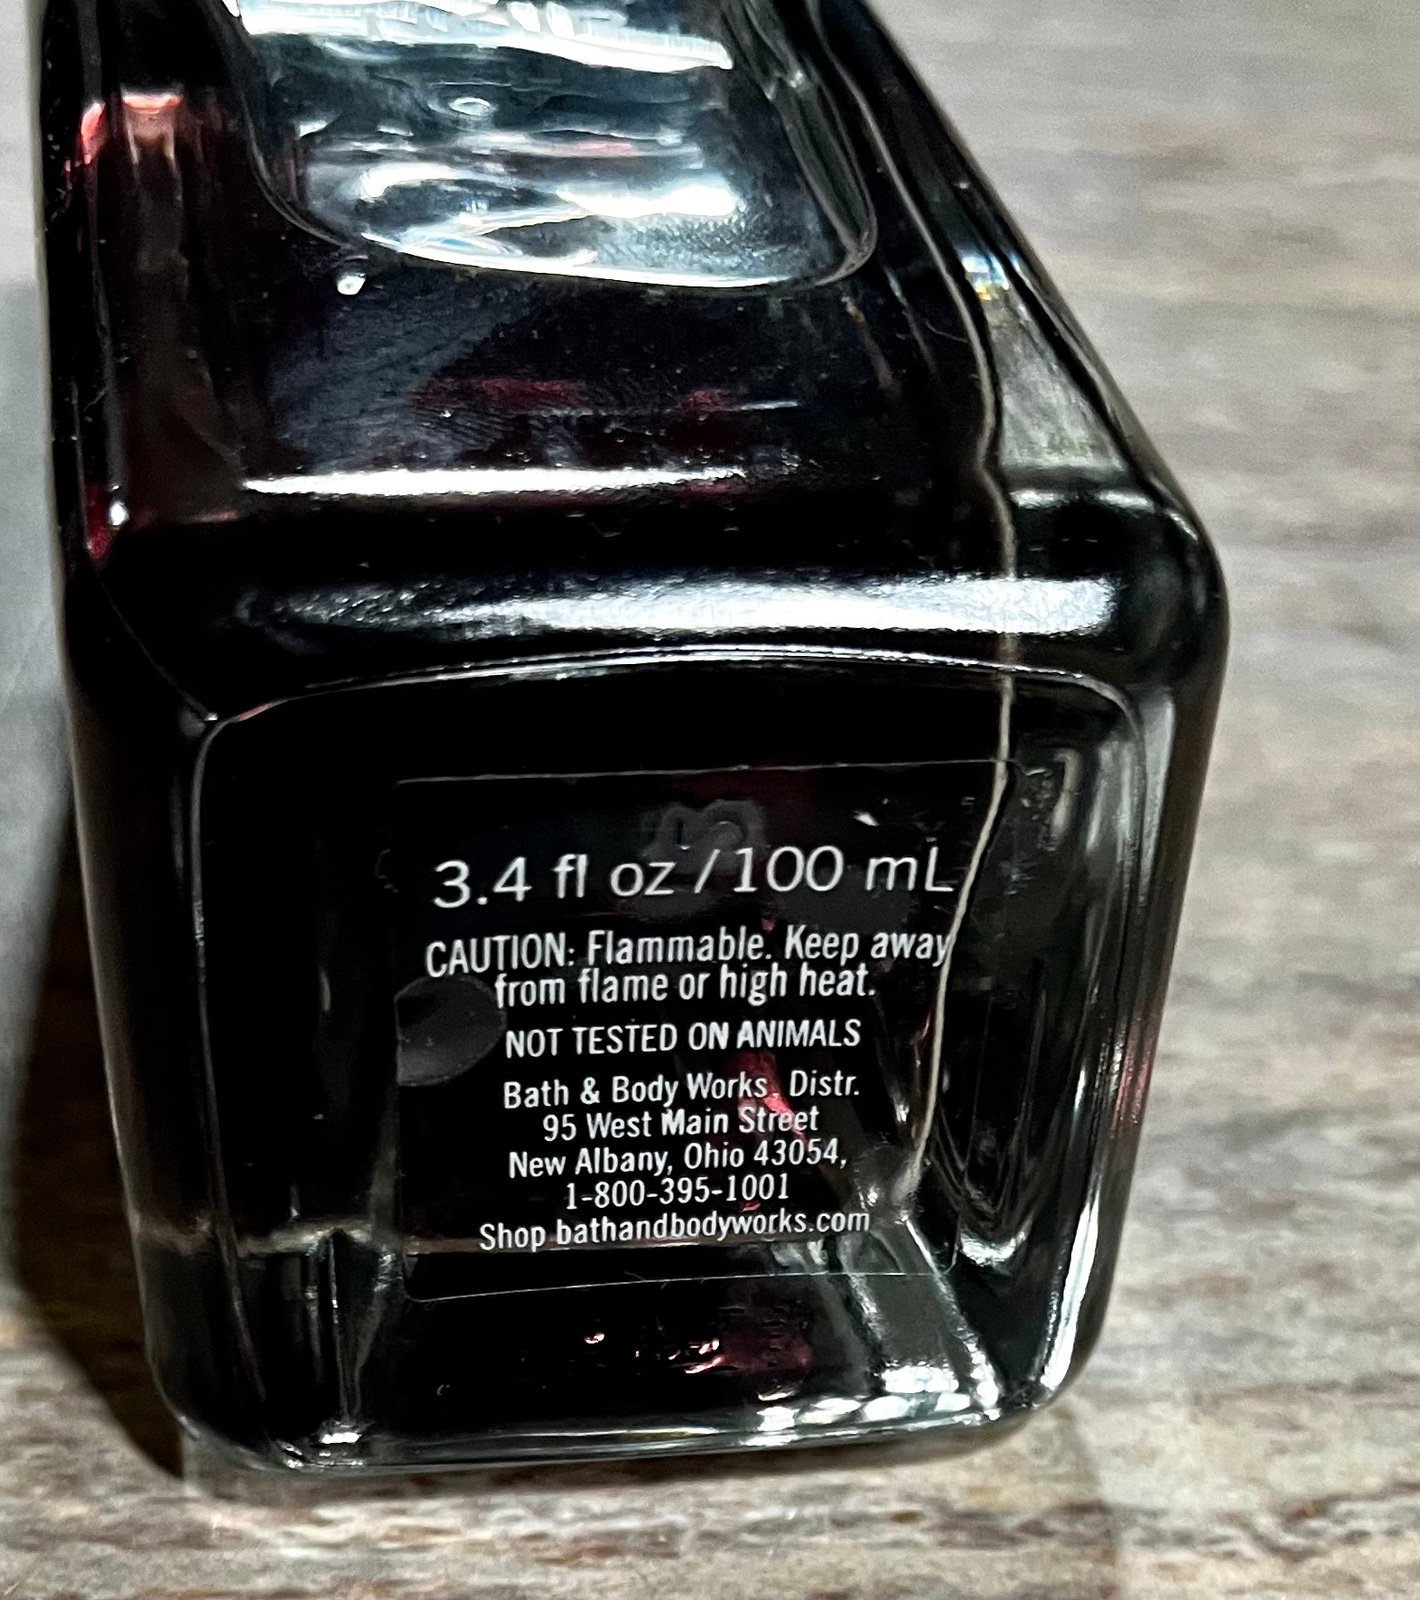 3.4 fl oz / 100 mL
CAUTION: Flammable. Keep away
from flame or high heat.
NOT TESTED ON ANIMALS
Bath & Body Works, Distr.
95 West Main Street
New Albany, Ohio 43054,
1-800-395-1001
Shop bathandbodyworks.com